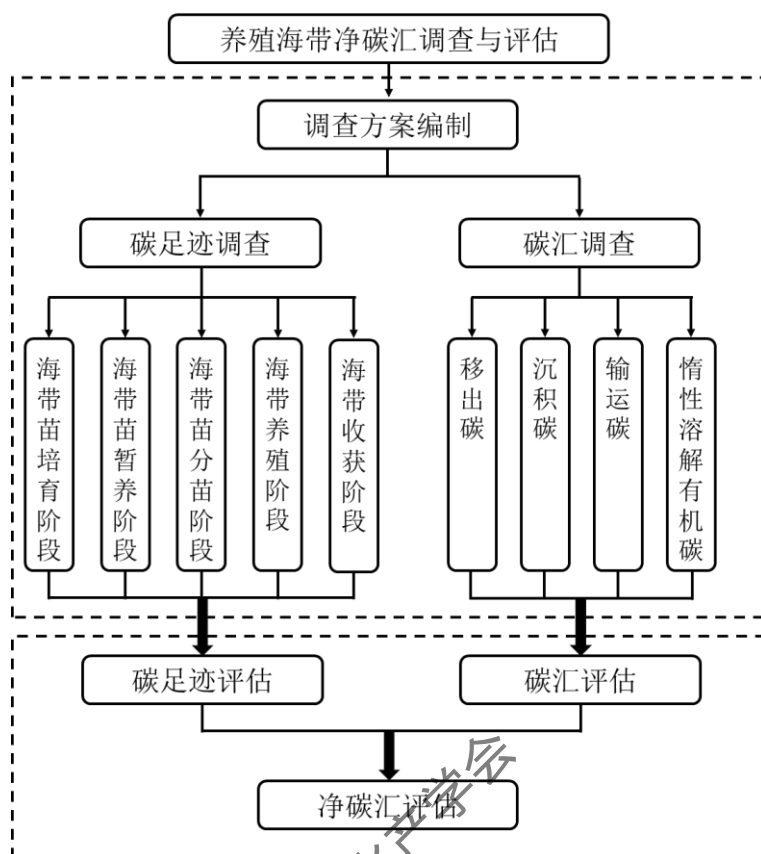 养殖海带净碳汇调查与评估
调查方案编制
碳足迹调查
碳汇调查
海带苗培育阶段
海带苗暂养阶段
海带苗分苗阶段
海带养殖阶段
海带收获阶段
移出碳
沉积碳
输运碳
惰性溶解有机碳
碳足迹评估
碳汇评估
净碳汇评估
产学会